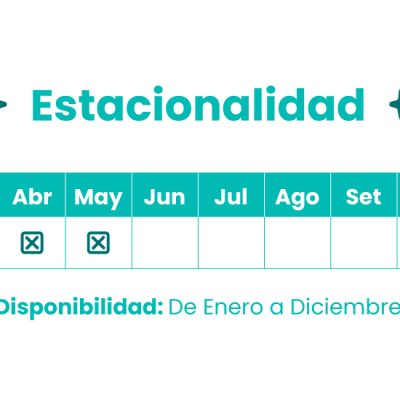 Estacionalidad
Abr May Jun Jul Ago Set
Disponibilidad: De Enero a Diciembre